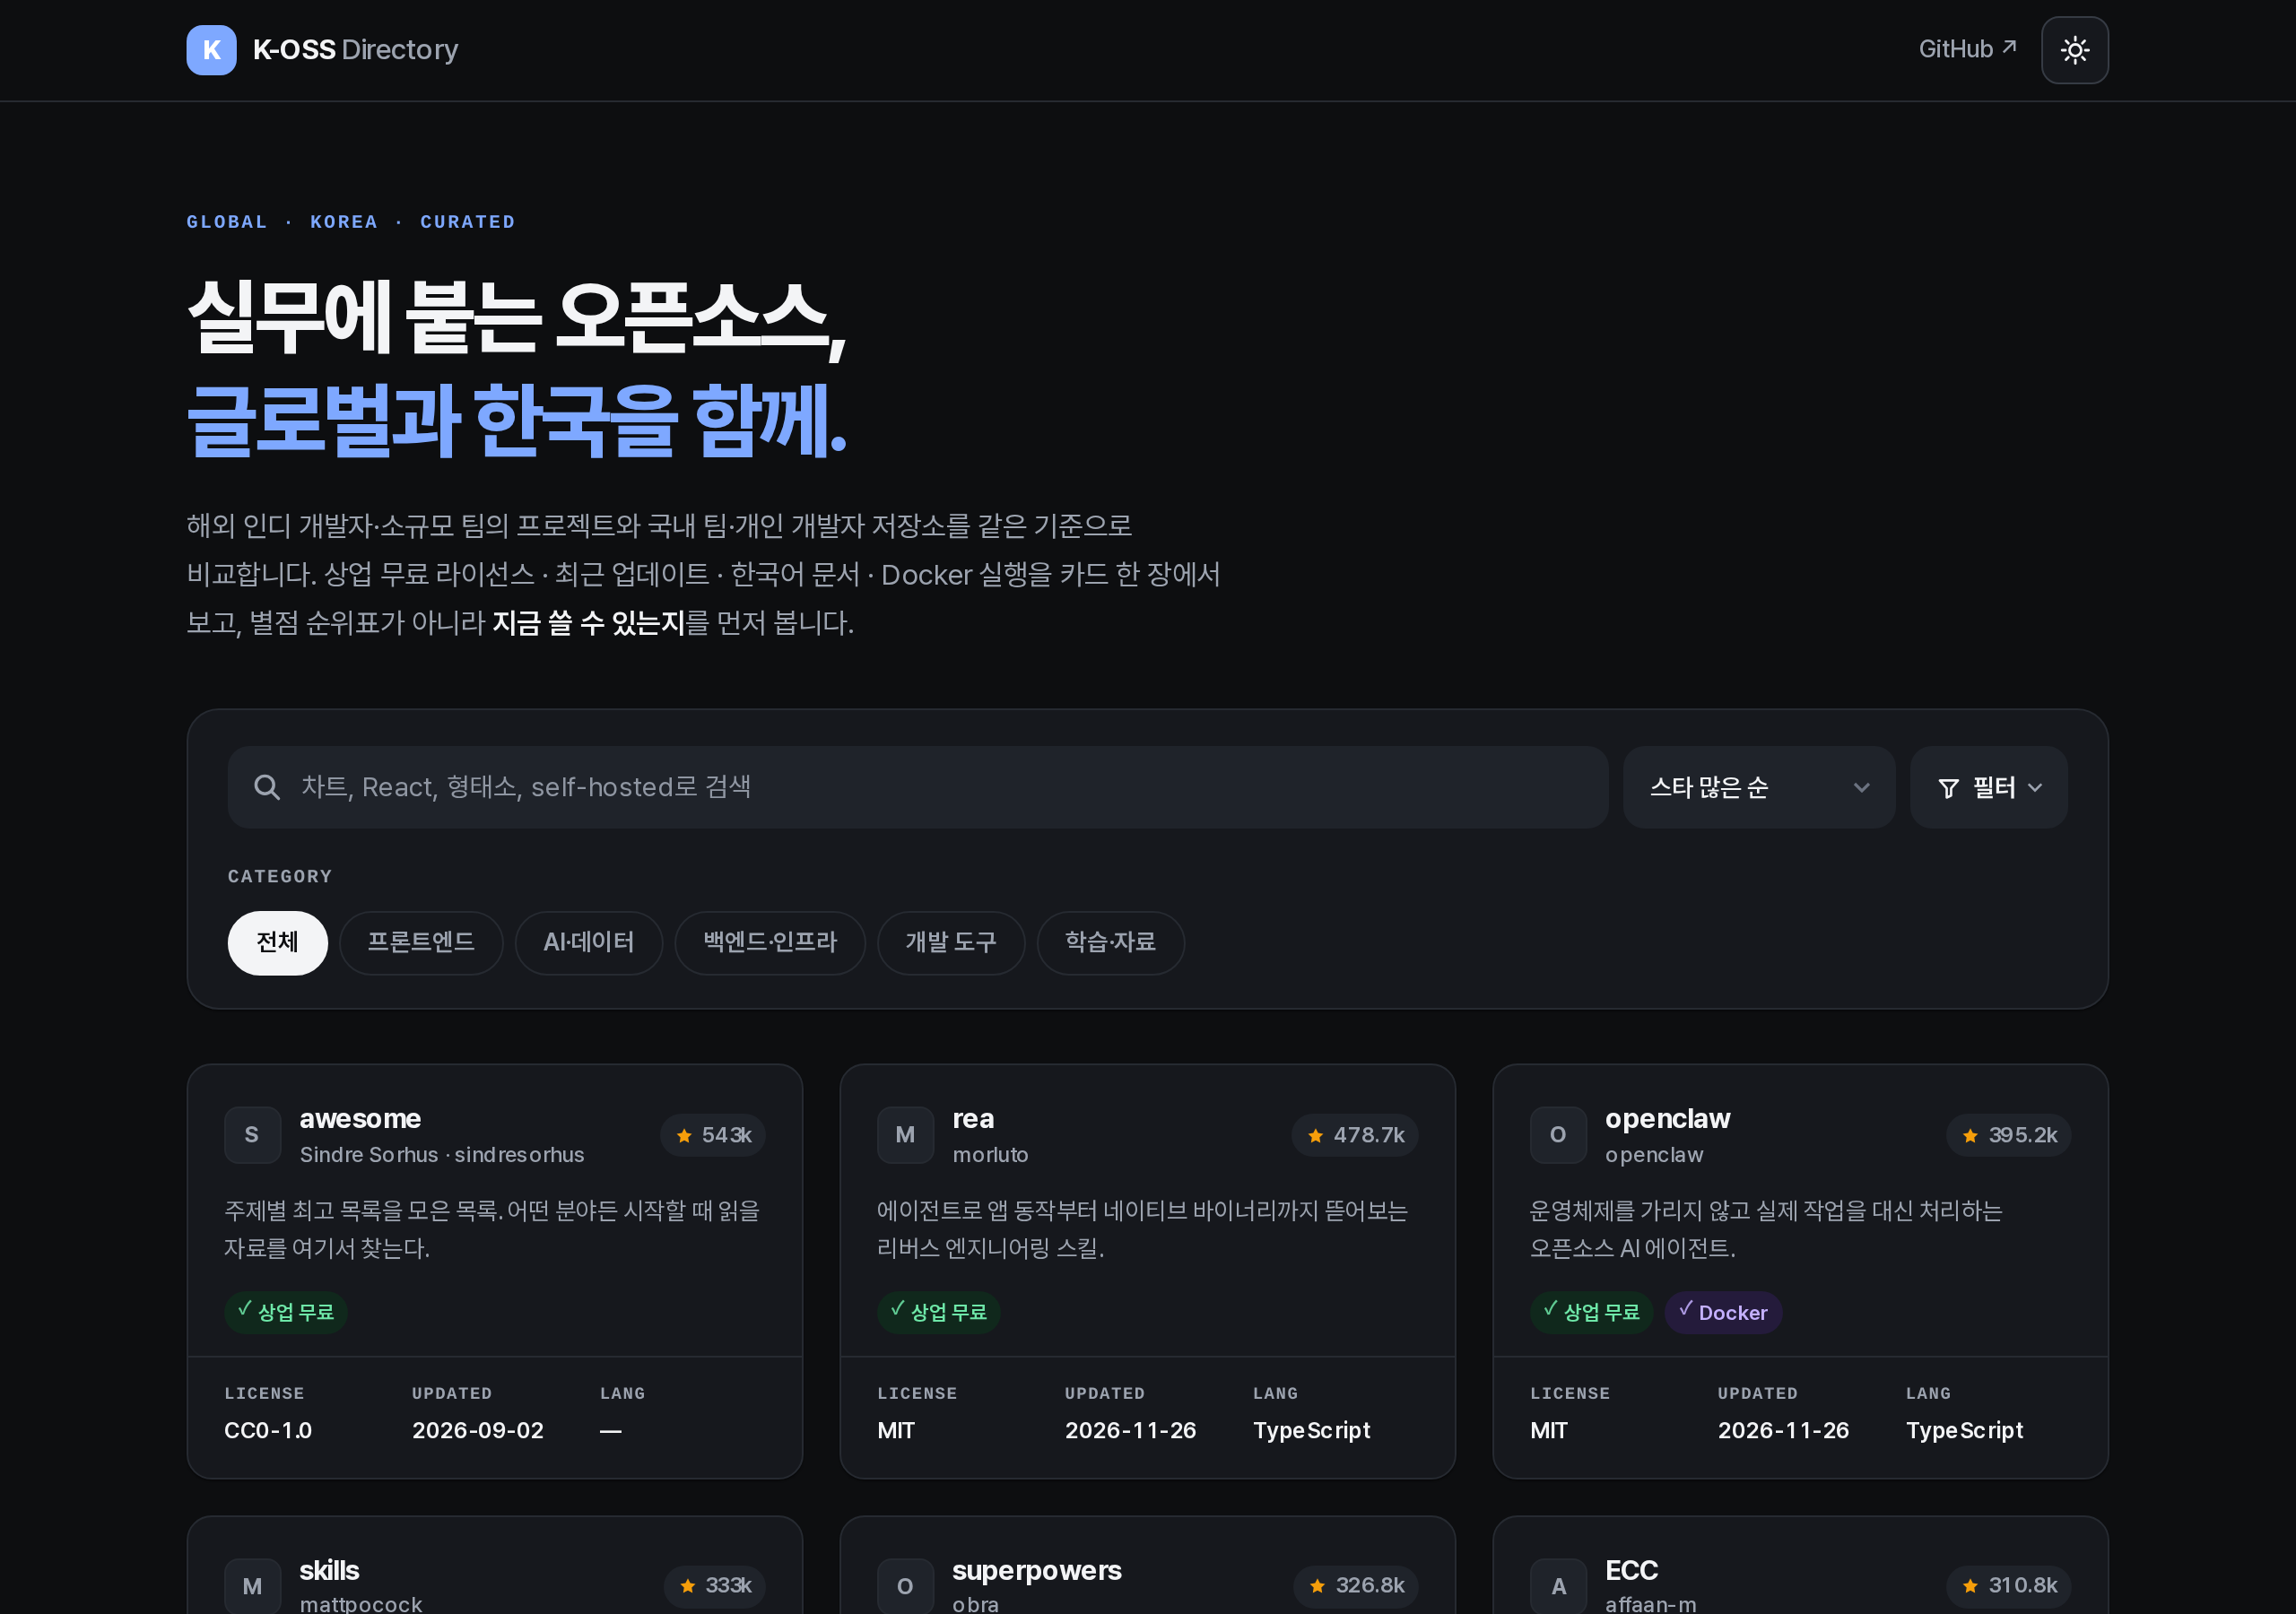 K K-OSS Directory
GitHub ↗
GLOBAL · KOREA · CURATED
실무에 붙는 오픈소스,
글로벌과 한국을 함께.
해외 인디 개발자·소규모 팀의 프로젝트와 국내 팀·개인 개발자 저장소를 같은 기준으로
비교합니다. 상업 무료 라이선스 · 최근 업데이트 · 한국어 문서 · Docker 실행을 카드 한 장에서
보고, 별점 순위표가 아니라 지금 쓸 수 있는지를 먼저 봅니다.
차트, React, 형태소, self-hosted로 검색
스타 많은 순
필터
CATEGORY
전체 프론트엔드 AI·데이터 백엔드·인프라 개발 도구 학습·자료
S
awesome
Sindre Sorhus · sindresorhus
★ 543k
주제별 최고 목록을 모은 목록. 어떤 분야든 시작할 때 읽을
자료를 여기서 찾는다.
✓ 상업 무료
LICENSE UPDATED LANG
CC0-1.0 2026-09-02 —
M
rea
morluto
★ 478.7k
에이전트로 앱 동작부터 네이티브 바이너리까지 뜯어보는
리버스 엔지니어링 스킬.
✓ 상업 무료
LICENSE UPDATED LANG
MIT 2026-11-26 TypeScript
O
openclaw
openclaw
★ 395.2k
운영체제를 가리지 않고 실제 작업을 대신 처리하는
오픈소스 AI 에이전트.
✓ 상업 무료 ✓ Docker
LICENSE UPDATED LANG
MIT 2026-11-26 TypeScript
M
skills
mattpocock
★ 333k
O
superpowers
obra
★ 326.8k
A
ECC
affaan-m
★ 310.8k